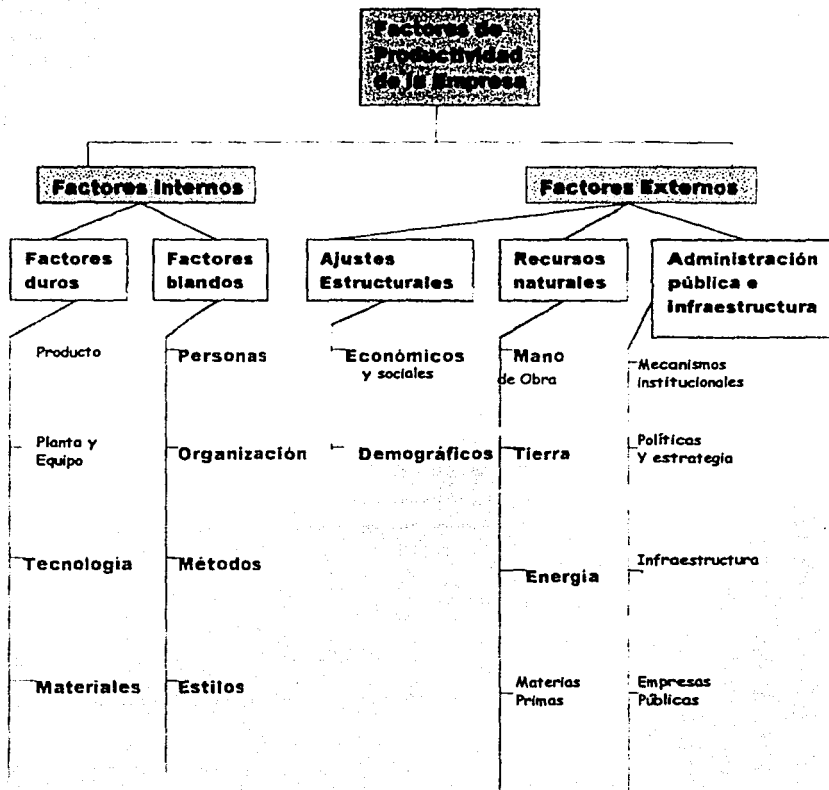 Factores de
Productividad
de la Empresa
Factores Internos
Factores Externos
Factores
duros
Factores
blandos
Ajustes
Estructurales
Recursos
naturales
Administración
pública e
infraestructura
Producto
Planta y
Equipo
Tecnología
Materiales
Personas
Organización
Métodos
Estilos
Económicos
y sociales
Demográficos
Mano
de Obra
Tierra
Energía
Materias
Primas
Mecanismos
institucionales
Políticas
Y estrategia
Infraestructura
Empresas
Públicas